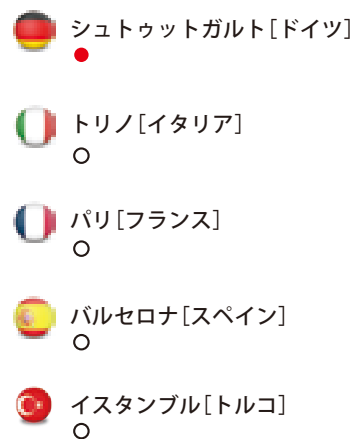 シュトゥットガルト[ドイツ]
トリノ[イタリア]
パリ[フランス]
バルセロナ[スペイン]
イスタンブル[トルコ]